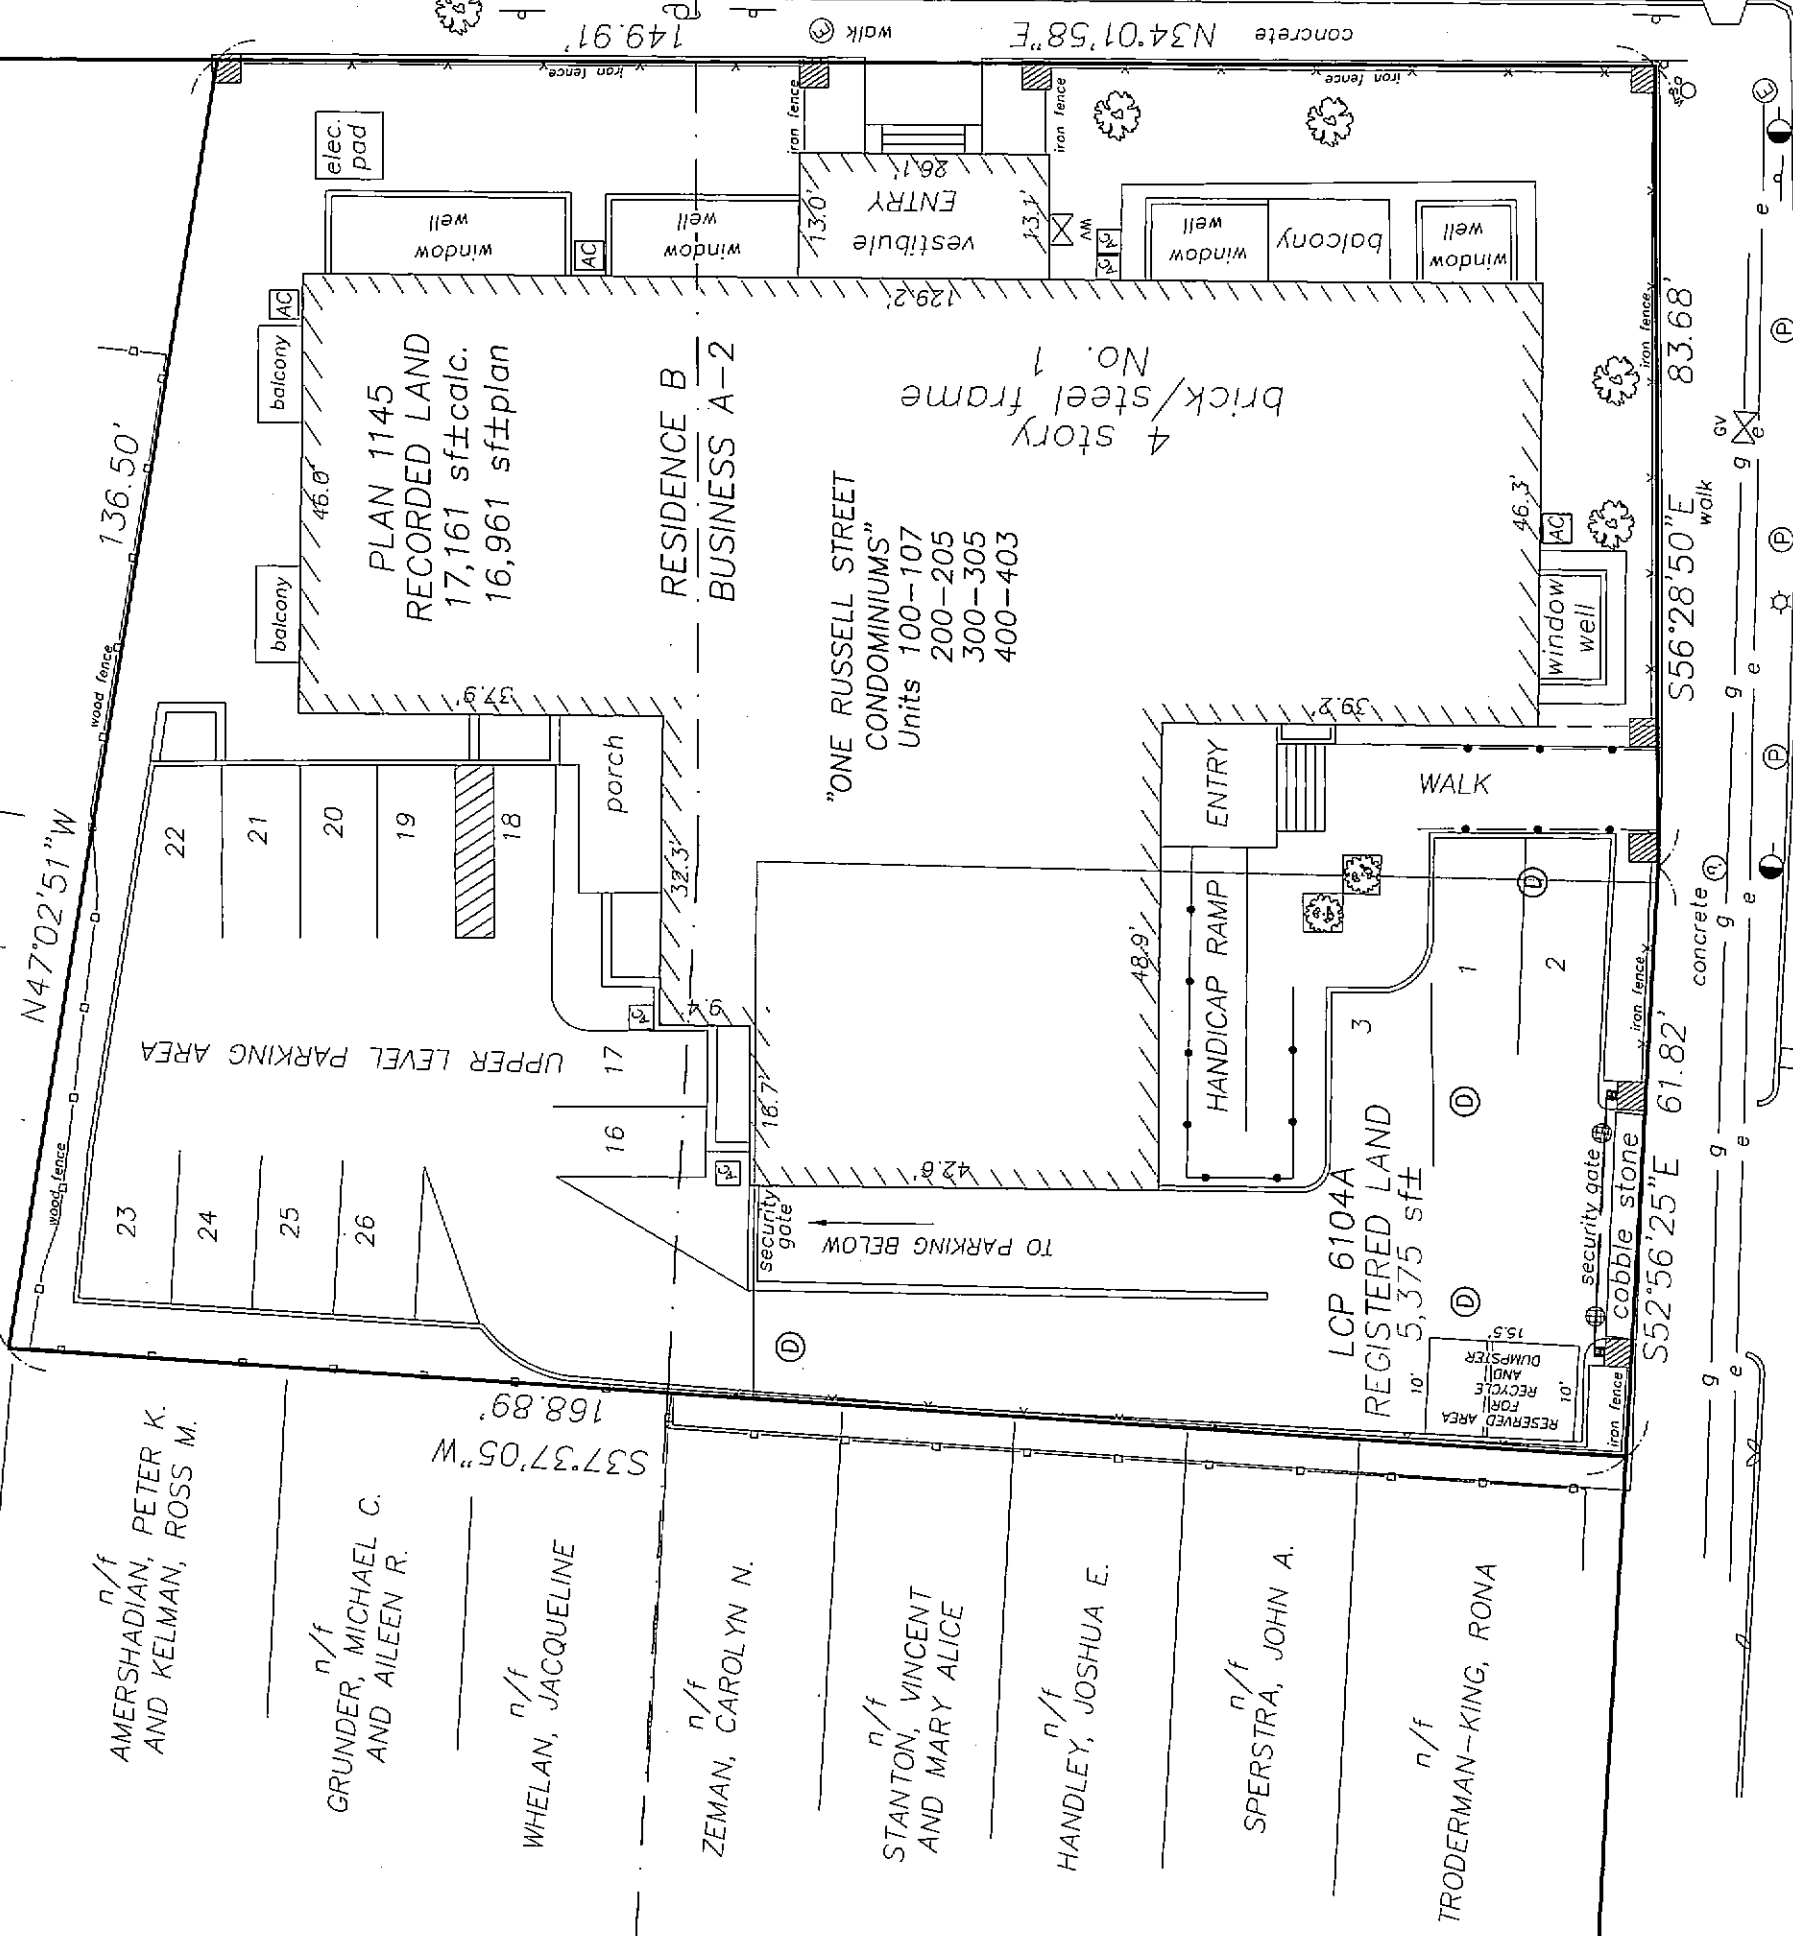 149.91'
walk
N34°01'58"E
concrete
iron fence
iron fence
iron fence
iron fence
elec.
pad
26.1'
ENTRY
vestibule
13.0'
13.1'
WV
window
well
AC
window
well
window
well
balcony
window
well
AC
balcony
136.50'
balcony
46.0'
129.2'
PLAN 1145
RECORDED LAND
17,161 sf±calc.
16,961 sf±plan
RESIDENCE B
BUSINESS A-2
4 story
brick/steel frame
No. 1
"ONE RUSSELL STREET
CONDOMINIUMS"
Units 100-107
200-205
300-305
400-403
46.3'
AC
window
well
iron fence
83.68'
S56°28'50"E
walk
GV
g
e
E
P
P
P
wood fence
N47°02'51"W
37.9'
porch
32.3'
39.2'
ENTRY
WALK
22
21
20
19
18
UPPER LEVEL PARKING AREA
17
16
AC
9.4'
18.7'
48.9'
42.6'
HANDICAP RAMP
1
2
3
D
D
D
D
iron fence
concrete
61.82'
S52°56'25"E
wood fence
23
24
25
26
AC
security
gate
TO PARKING BELOW
LCP 6104A
REGISTERED LAND
5,375 sf±
security gate
cobble stone
10'
15.5'
10'
RESERVED AREA
FOR
RECYCLE
AND
DUMPSTER
iron fence
168.89'
S37°37'05"W
n/f
AMERSHADIAN, PETER K.
AND KELMAN, ROSS M.
n/f
GRUNDER, MICHAEL C.
AND AILEEN R.
n/f
WHELAN, JACQUELINE
n/f
ZEMAN, CAROLYN N.
n/f
STANTON, VINCENT
AND MARY ALICE
n/f
HANDLEY, JOSHUA E.
n/f
SPERSTRA, JOHN A.
n/f
TRODERMAN-KING, RONA